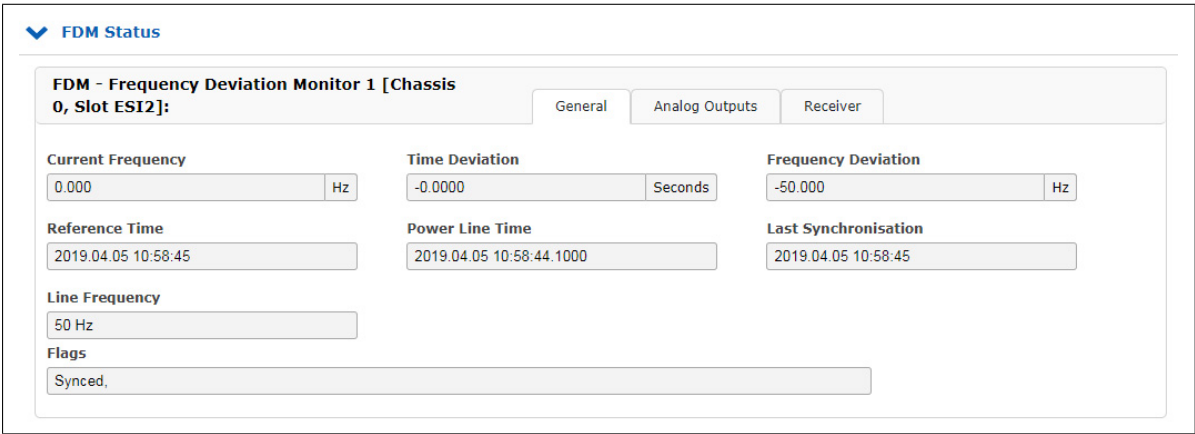 FDM Status
FDM - Frequency Deviation Monitor 1 [Chassis
0, Slot ESI2]:
General
Analog Outputs
Receiver
Current Frequency
Time Deviation
Frequency Deviation
0.000 Hz
-0.0000 Seconds
-50.000 Hz
Reference Time
Power Line Time
Last Synchronisation
2019.04.05 10:58:45
2019.04.05 10:58:44.1000
2019.04.05 10:58:45
Line Frequency
50 Hz
Flags
Synced,